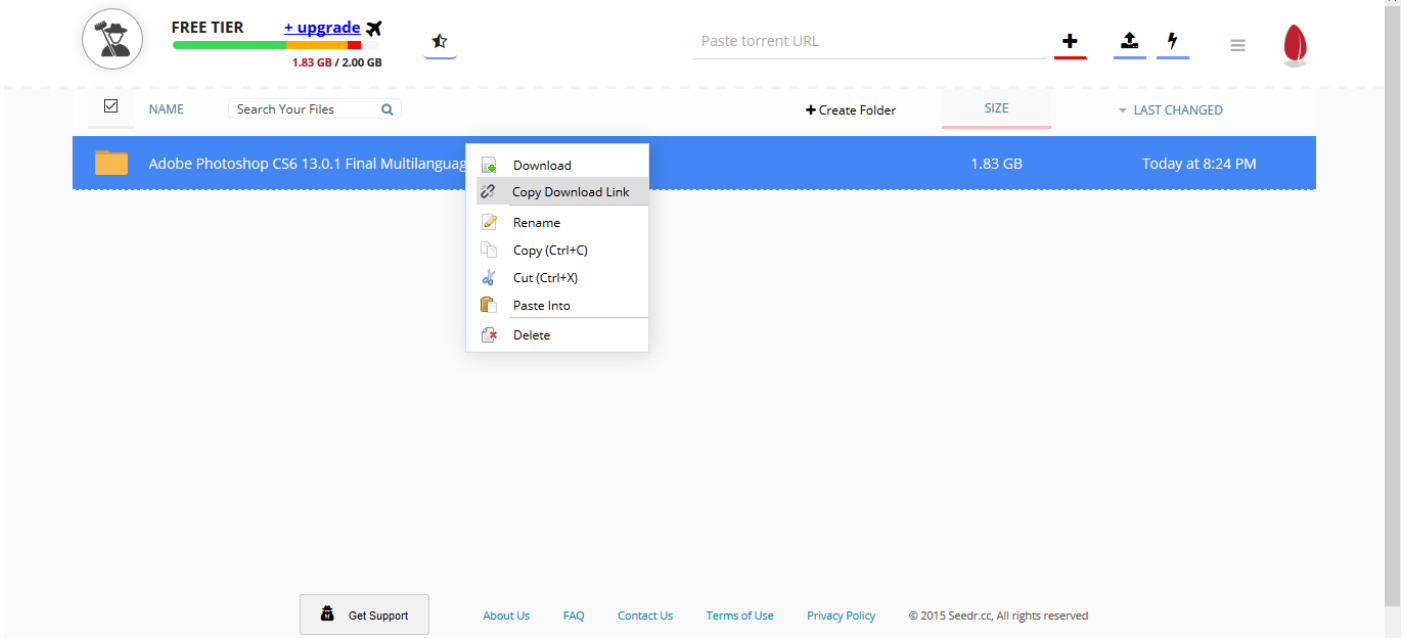 FREE TIER + upgrade
1.83 GB / 2.00 GB
Paste torrent URL
NAME Search Your Files + Create Folder SIZE LAST CHANGED
Adobe Photoshop CS6 13.0.1 Final 1.83 GB Today at 8:24 PM
Download
Copy Download Link
Rename
Copy (Ctrl+C)
Cut (Ctrl+X)
Paste Into
Delete
Get Support About Us FAQ Contact Us Terms of Use Privacy Policy © 2015 Seedr.cc, All rights reserved